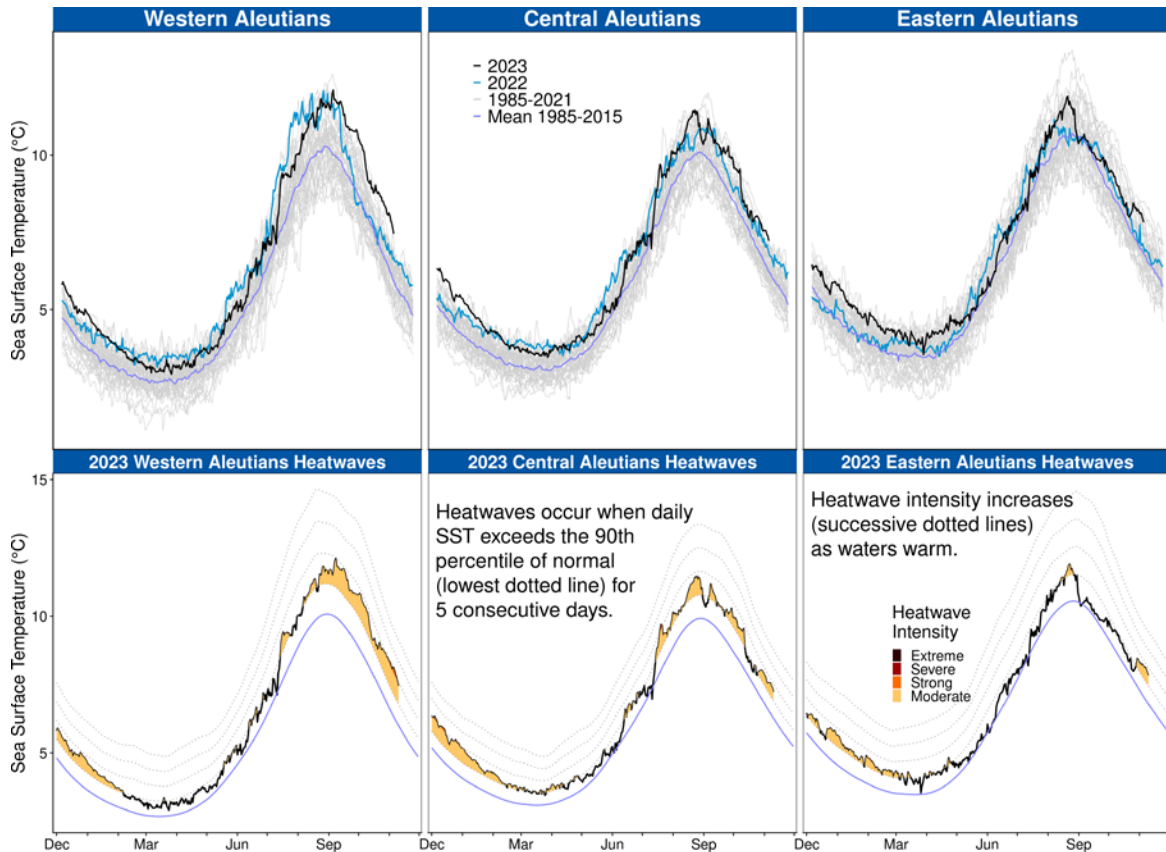 Western Aleutians
Central Aleutians
Eastern Aleutians
Sea Surface Temperature (°C)
10
5
2023
2022
1985-2021
Mean 1985-2015
2023 Western Aleutians Heatwaves
2023 Central Aleutians Heatwaves
2023 Eastern Aleutians Heatwaves
Sea Surface Temperature (°C)
15
10
5
Heatwaves occur when daily
SST exceeds the 90th
percentile of normal
(lowest dotted line) for
5 consecutive days.
Heatwave intensity increases
(successive dotted lines)
as waters warm.
Heatwave
Intensity
Extreme
Severe
Strong
Moderate
Dec Mar Jun Sep
Dec Mar Jun Sep
Dec Mar Jun Sep